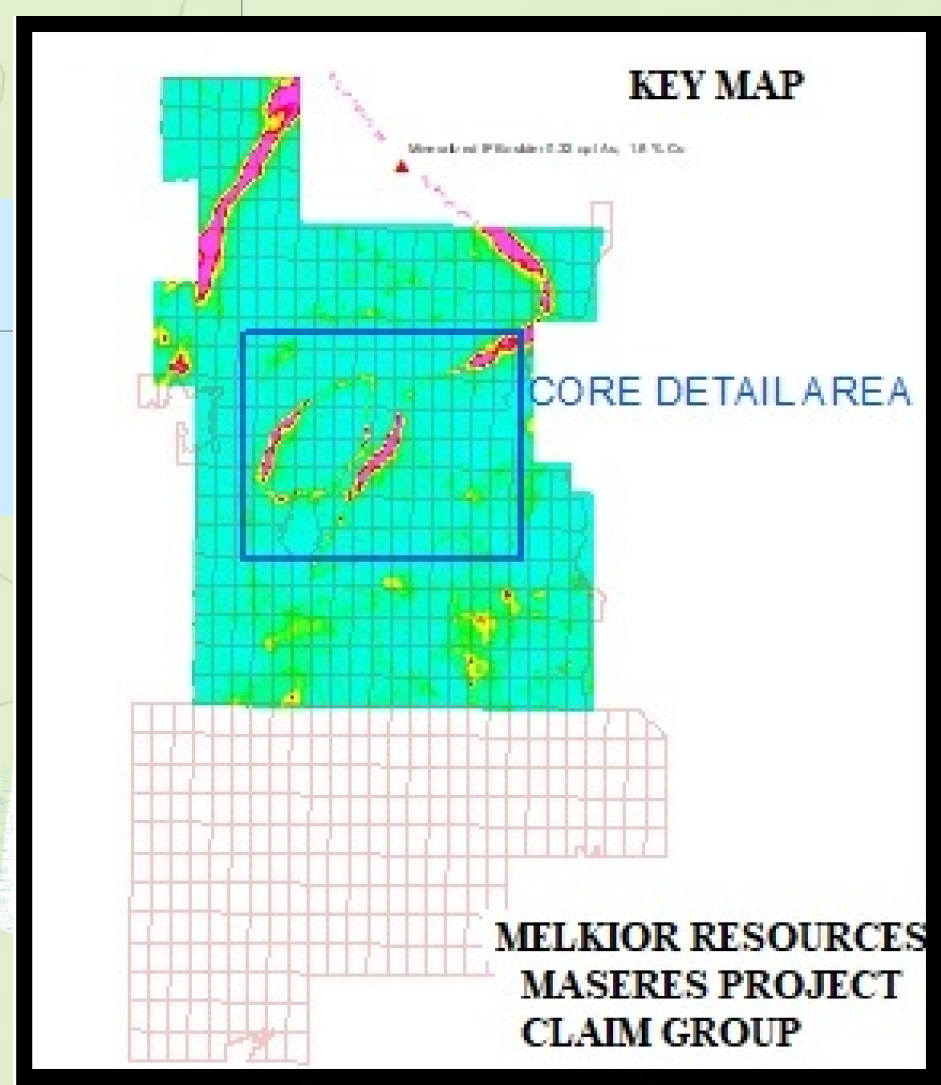 KEY MAP
CORE DETAIL AREA
MELKIOR RESOURCES
MASERES PROJECT
CLAIM GROUP